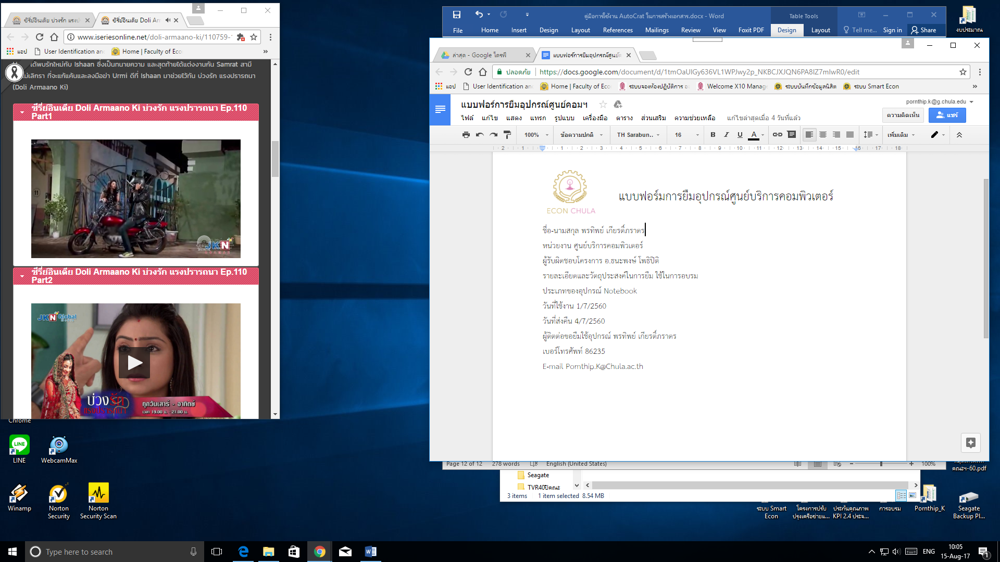 ซีรี่ย์อินเดีย บ่วงรัก แรงปร
ซีรี่ย์อินเดีย Doli Arm
www.iseriesonline.net/doli-armaano-ki/110759-
แอป
User Identification an
Home | Faculty of Eco
»
ได้พบรักใหม่กับ Ishaan ซึ่งเป็นทนายความ และสุดท้ายได้แต่งงานกัน Samrat สามี
ม่เลิกรา ที่จะแก้แค้นและลงมือฆ่า Urmi ดีที่ Ishaan มาช่วยไว้ทัน บ่วงรัก แรงปรารถนา
(Doli Armaano Ki)
ซีรี่ย์อินเดีย Doli Armaano Ki บ่วงรัก แรงปรารถนา Ep.110
Part1
JKN
ซีรี่ย์อินเดีย Doli Armaano Ki บ่วงรัก แรงปรารถนา Ep.110
Part2
JKN Global
บ่วงรัก
แรงปรารถนา
ทุกวันเสาร์ - อาทิตย์
เวลา 19.00 น. - 21.00 น.
Chrome
LINE
WebcamMax
Winamp
Norton
Security
Norton
Security Scan
คู่มือการใช้งาน AutoCrat ในการสร้างเอกสาร.docx - Word
Table Tools
File Home Insert Design Layout References Mailings Review View Foxit PDF Design Layout Tell me... Sign in Share
งบประมาณ
ล่าสุด - Google ไดรฟ์
แบบฟอร์การยืมอุปกรณ์ศูนย์ค
ปลอดภัย
https://docs.google.com/document/d/1tmOaUlGy636VL1WPJwy2p_NKBCJXJQN6PA8lZ7mlwR0/edit
แอป
User Identification an
Home | Faculty of Eco
ระบบจองห้องปฏิบัติการ อ
Welcome X10 Manag
ระบบบันทึกข้อมูลนิสิต
ระบบ Smart Econ
»
แบบฟอร์การยืมอุปกรณ์ศูนย์คอมฯ
pornthip.k@g.chula.edu
ไฟล์ แก้ไข แสดง แทรก รูปแบบ เครื่องมือ ตาราง ส่วนเสริม ความช่วยเหลือ แก้ไขล่าสุดเมื่อ 4 วันที่แล้ว
ความคิดเห็น
แชร์
100% ข้อความปกติ TH Sarabun... 16 B I U A เพิ่มเติม
2 1 1 2 3 4 5 6 7 8 9 10 11 12 13 14 15 16 17 18
ECON CHULA
แบบฟอร์มการยืมอุปกรณ์ศูนย์บริการคอมพิวเตอร์
ชื่อ-นามสกุล พรทิพย์ เกียรติ์ภราดร
หน่วยงาน ศูนย์บริการคอมพิวเตอร์
ผู้รับผิดชอบโครงการ อ.ธนะพงษ์ โพธิปิติ
รายละเอียดและวัตถุประสงค์ในการยืม ใช้ในการอบรม
ประเภทของอุปกรณ์ Notebook
วันที่ใช้งาน 1/7/2560
วันที่ส่งคืน 4/7/2560
ผู้ติดต่อขอยืมใช้อุปกรณ์ พรทิพย์ เกียรติ์ภราดร
เบอร์โทรศัพท์ 86235
E-mail Pornthip.K@Chula.ac.th
Page 12 of 12 278 words English (United States) 100%
คณะฯ-60.pdf
Seagate
TVR40ปีคณะ
3 items 1 item selected 8.54 MB
ระบบ Smart
Econ
โครงการปรับ
ปรุงเครือข่ายแ...
ประกันคุณภาพ
KPI 2.4 ประจ...
การอบรม
Pornthip_K
Seagate
Backup Pl...
Type here to search
ENG
10:05
15-Aug-17
1